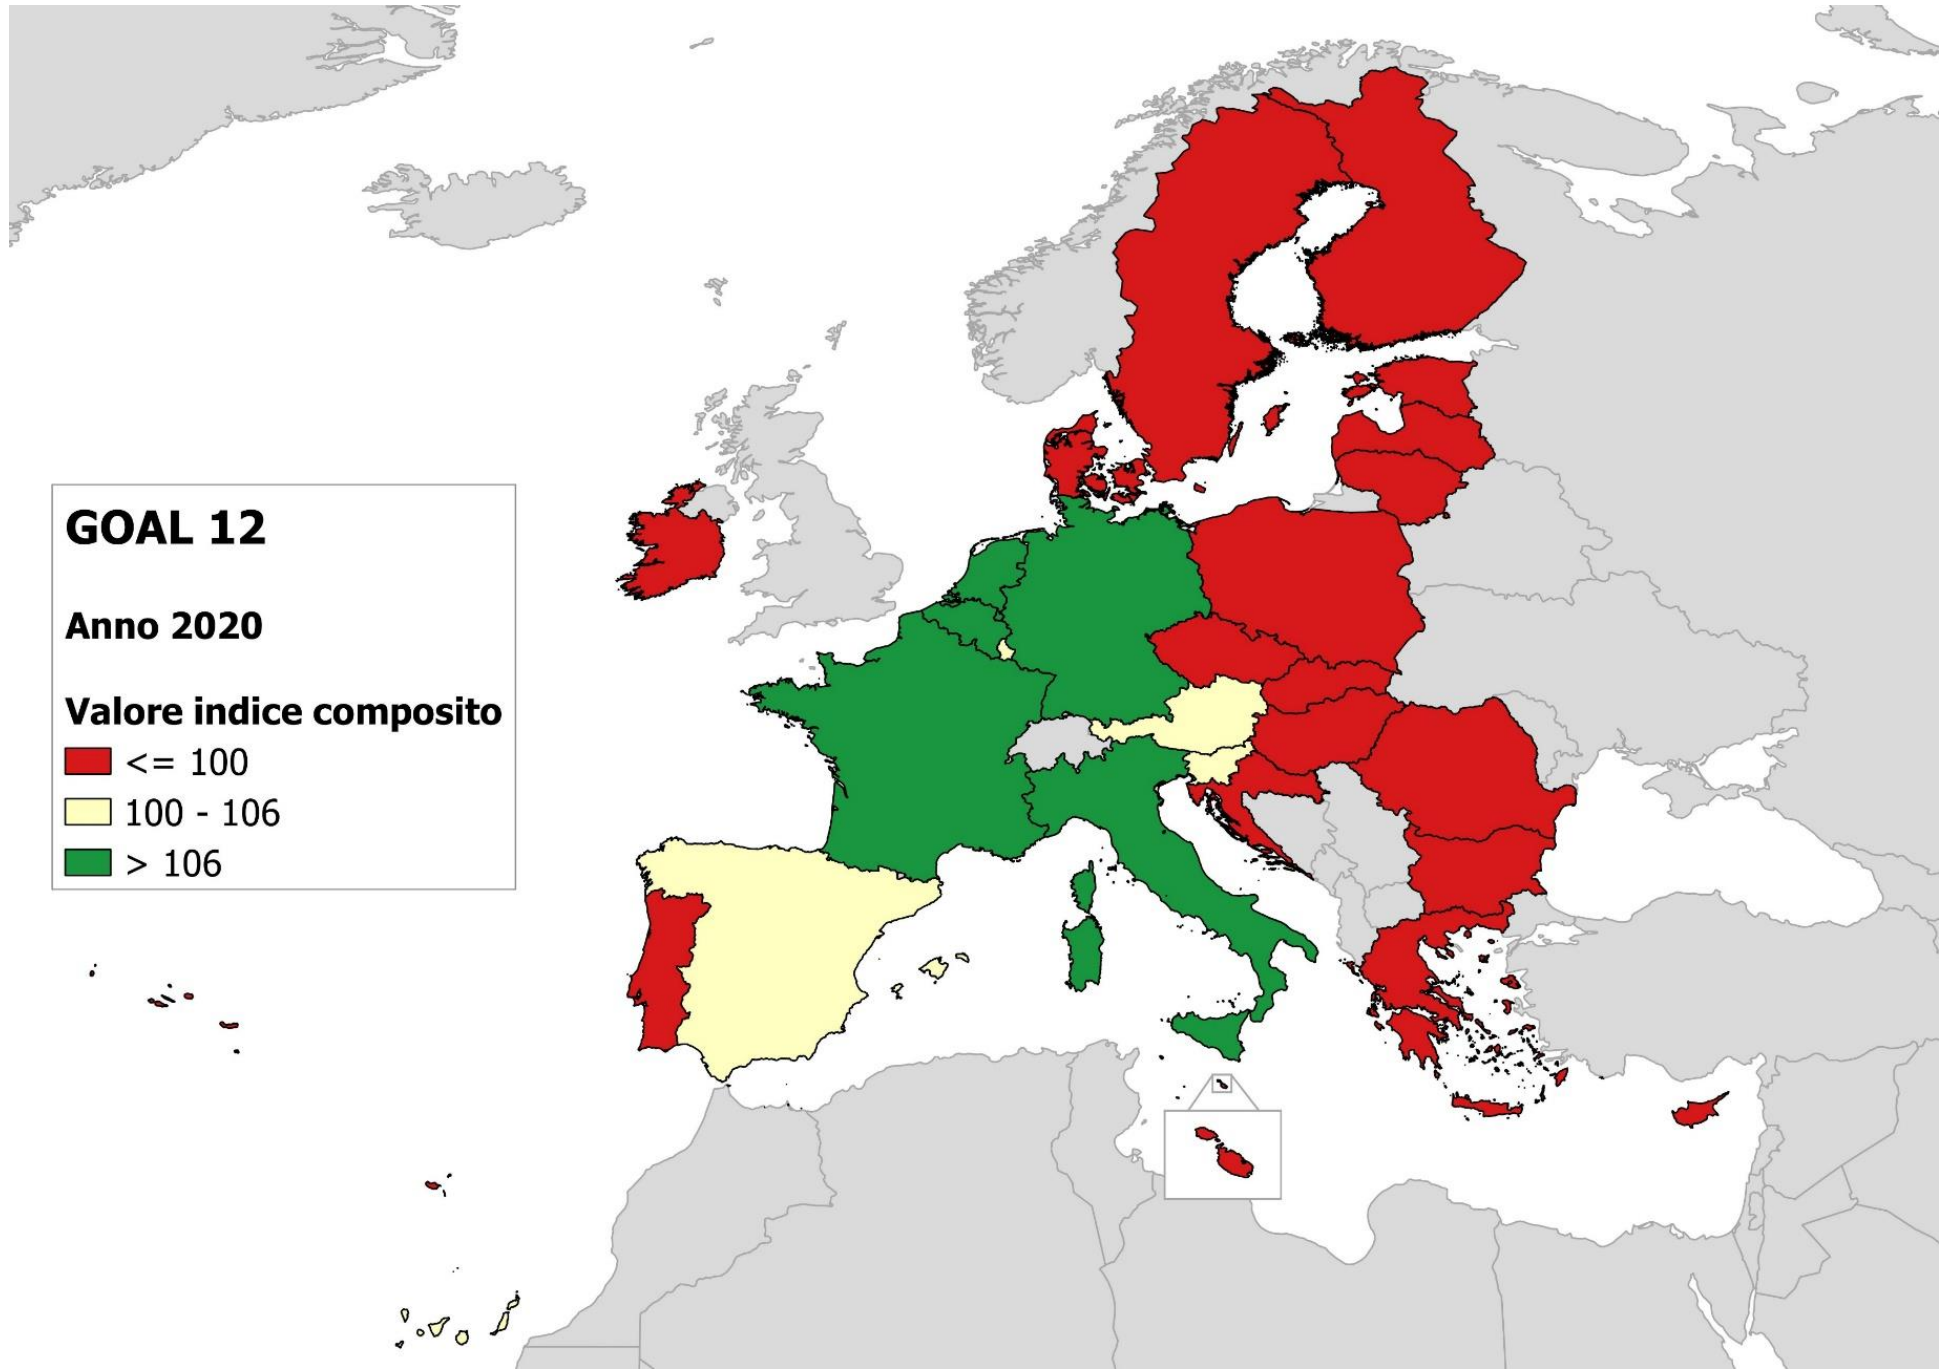 GOAL 12
Anno 2020
Valore indice composito
<= 100
100 - 106
> 106